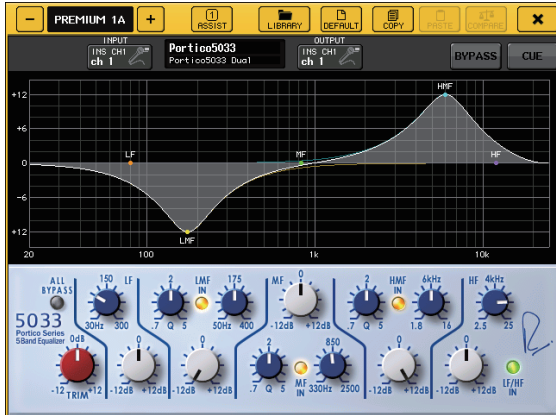 PREMIUM 1A
1
ASSIST
LIBRARY
DEFAULT
COPY
PASTE
COMPARE
INPUT
INS CH1
ch 1
Portico5033
Portico5033 Dual
OUTPUT
INS CH1
ch 1
BYPASS
CUE
+12
+6
0
-6
+12
HMF
LF
MF
HF
LMF
20
100
1k
10k
ALL BYPASS
150
LF
30Hz
300
2
LMF IN
.7 Q 5
175
50Hz
400
MF
0
-12dB
+12dB
2
HMF IN
.7 Q 5
6kHz
1.8
16
HF
4kHz
2.5
25
5033
Portico Series
5Band Equalizer
0dB
-12
+12
TRIM
0
-12dB
+12dB
0
-12dB
+12dB
2
.7 Q 5
MF IN
850
330Hz
2500
0
-12dB
+12dB
0
-12dB
+12dB
LF/HF IN